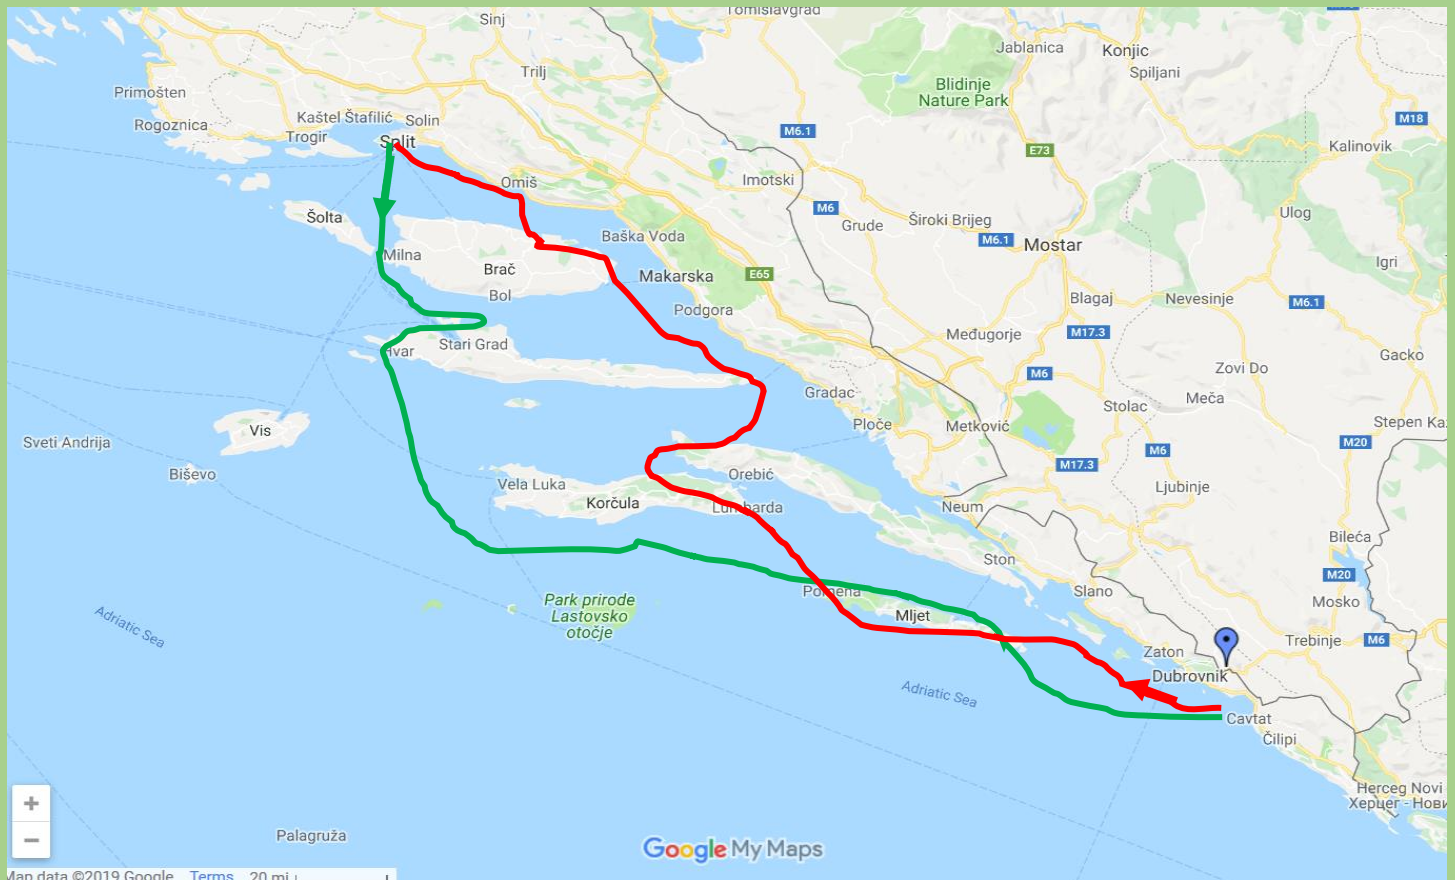 Tomislavgrad
Sinj
Jablanica
Konjic
Spiljani
Trilj
Blidinje
Nature Park
Primošten
Rogoznica
Kaštel Štafilić
Solin
Trogir
Split
M6.1
M18
E73
Kalinovik
Omiš
Imotski
M6
Ulog
Šolta
Grude
Široki Brijeg
M6.1
Mostar
Baška Voda
Milna
Brač
Makarska
E65
Igri
Bol
Podgora
Blagaj
Nevesinje
M6.1
Hvar
Stari Grad
Međugorje
M17.3
Gacko
Zovi Do
M6
Gradac
Meča
Stolac
Stepen
Vis
Ploče
Metković
Sveti Andrija
M20
M6
Biševo
Vela Luka
Orebić
M17.3
Ljubinje
Korčula
Lumbarda
Neum
Bileća
Ston
M20
Slano
Mosko
Park prirode
Lastovsko
otočje
Pomena
Mljet
Adriatic Sea
Trebinje
M6
Zaton
Dubrovnik
Adriatic Sea
Cavtat
Čilipi
Herceg Novi
Херцег - Нови
+
−
Palagruža
Google My Maps
Map data ©2019 Google Terms 20 mi